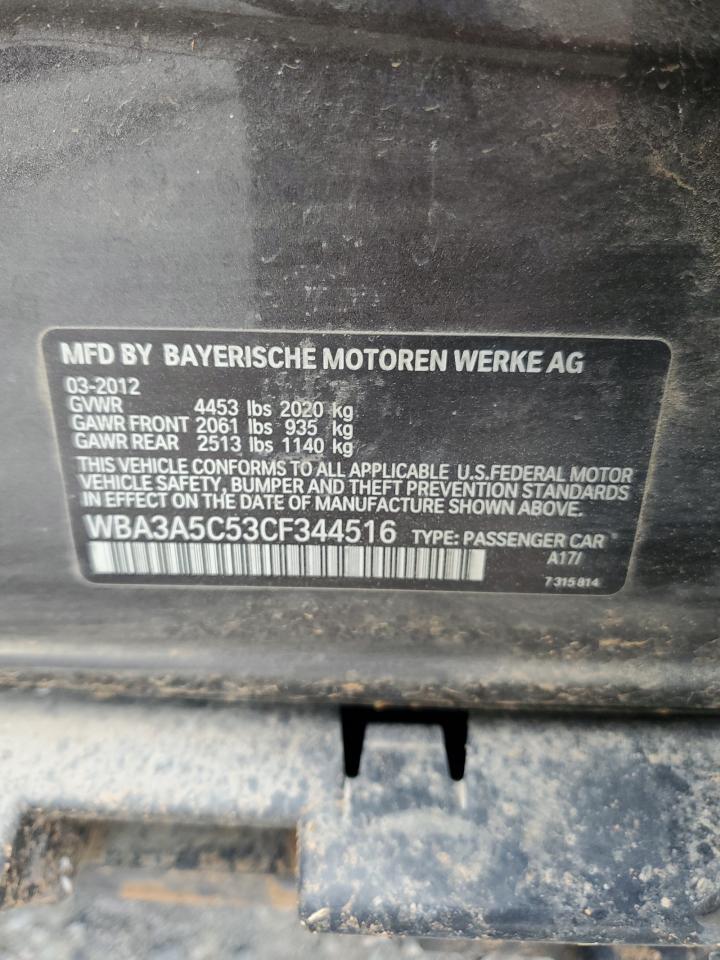 MFD BY BAYERISCHE MOTOREN WERKE AG
03-2012
GVWR 4453 lbs 2020 kg
GAWR FRONT 2061 lbs 935 kg
GAWR REAR 2513 lbs 1140 kg
THIS VEHICLE CONFORMS TO ALL APPLICABLE U.S.FEDERAL MOTOR
VEHICLE SAFETY, BUMPER AND THEFT PREVENTION STANDARDS
IN EFFECT ON THE DATE OF MANUFACTURE SHOWN ABOVE.
WBA3A5C53CF344516 TYPE: PASSENGER CAR
A17/
7 315 814